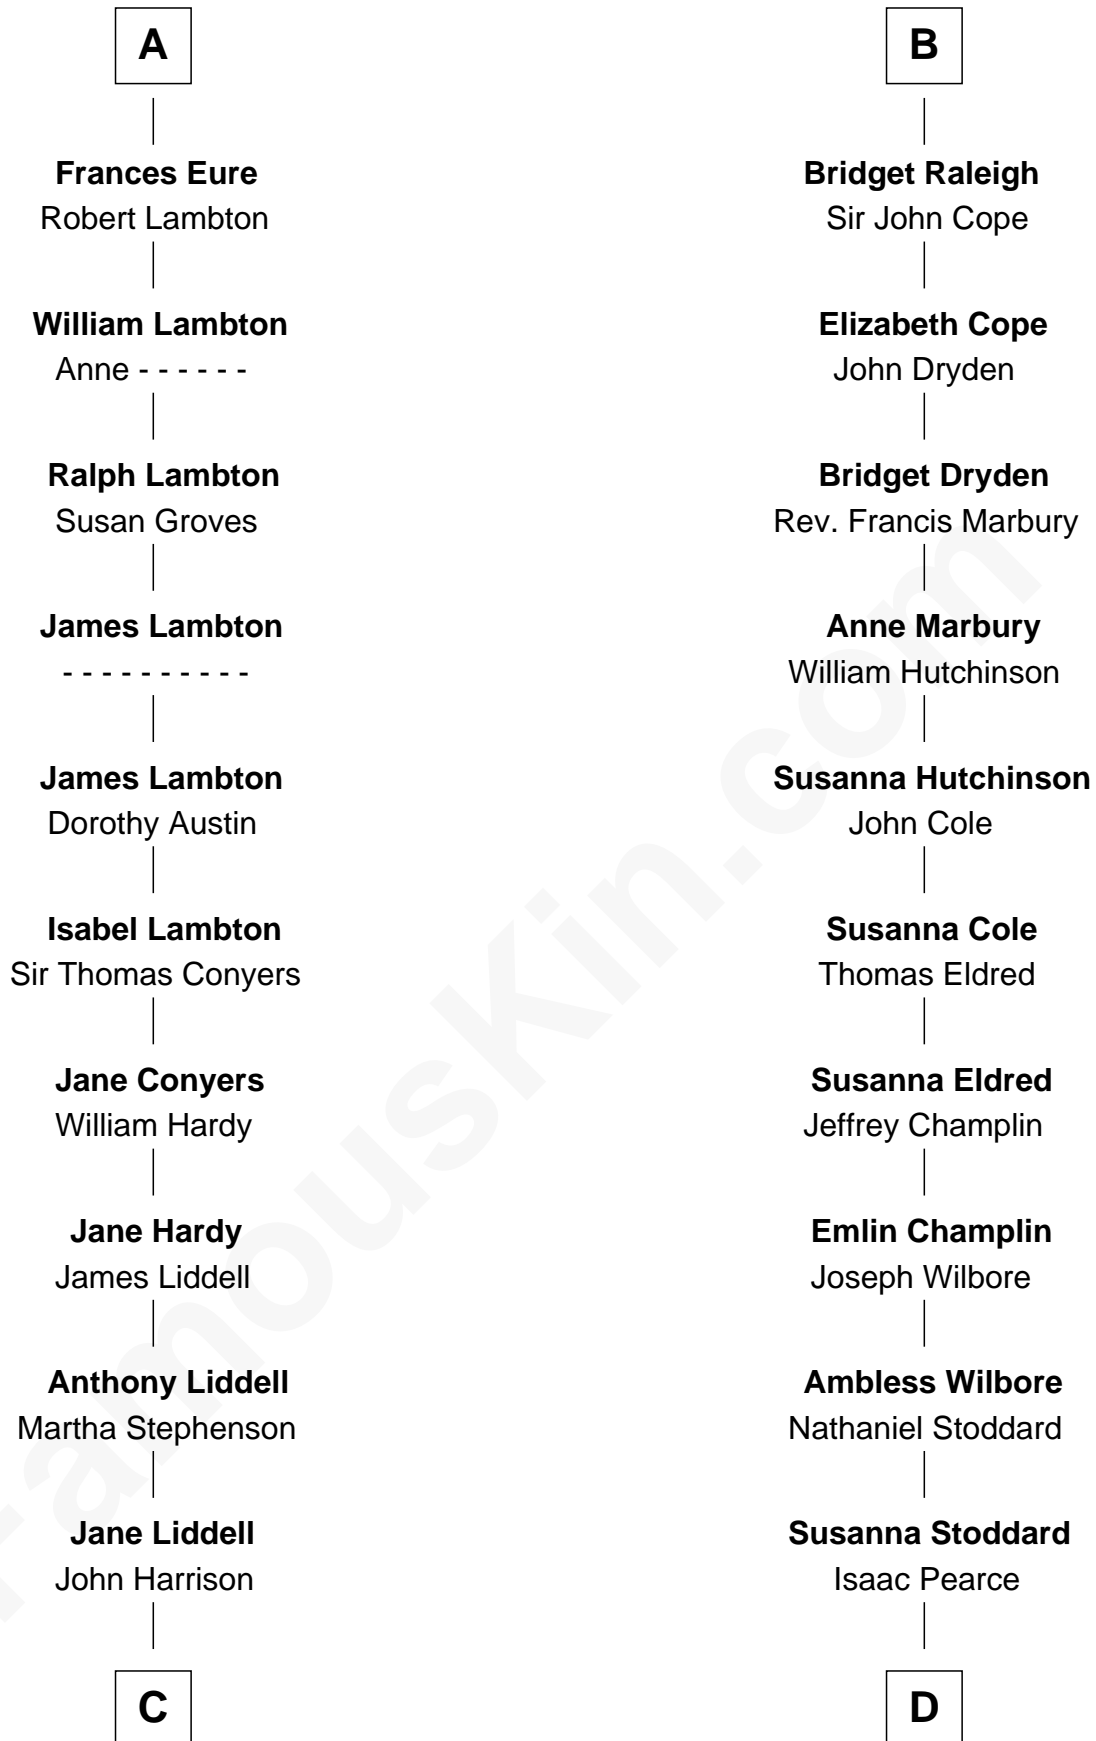 A
Frances Eure
Robert Lambton
William Lambton
Anne - - - - - -
Ralph Lambton
Susan Groves
James Lambton
- - - - - - - - - -
James Lambton
Dorothy Austin
Isabel Lambton
Sir Thomas Conyers
Jane Conyers
William Hardy
Jane Hardy
James Liddell
Anthony Liddell
Martha Stephenson
Jane Liddell
John Harrison
C
B
Bridget Raleigh
Sir John Cope
Elizabeth Cope
John Dryden
Bridget Dryden
Rev. Francis Marbury
Anne Marbury
William Hutchinson
Susanna Hutchinson
John Cole
Susanna Cole
Thomas Eldred
Susanna Eldred
Jeffrey Champlin
Emlin Champlin
Joseph Wilbore
Ambless Wilbore
Nathaniel Stoddard
Susanna Stoddard
Isaac Pearce
D
FamousKin.com